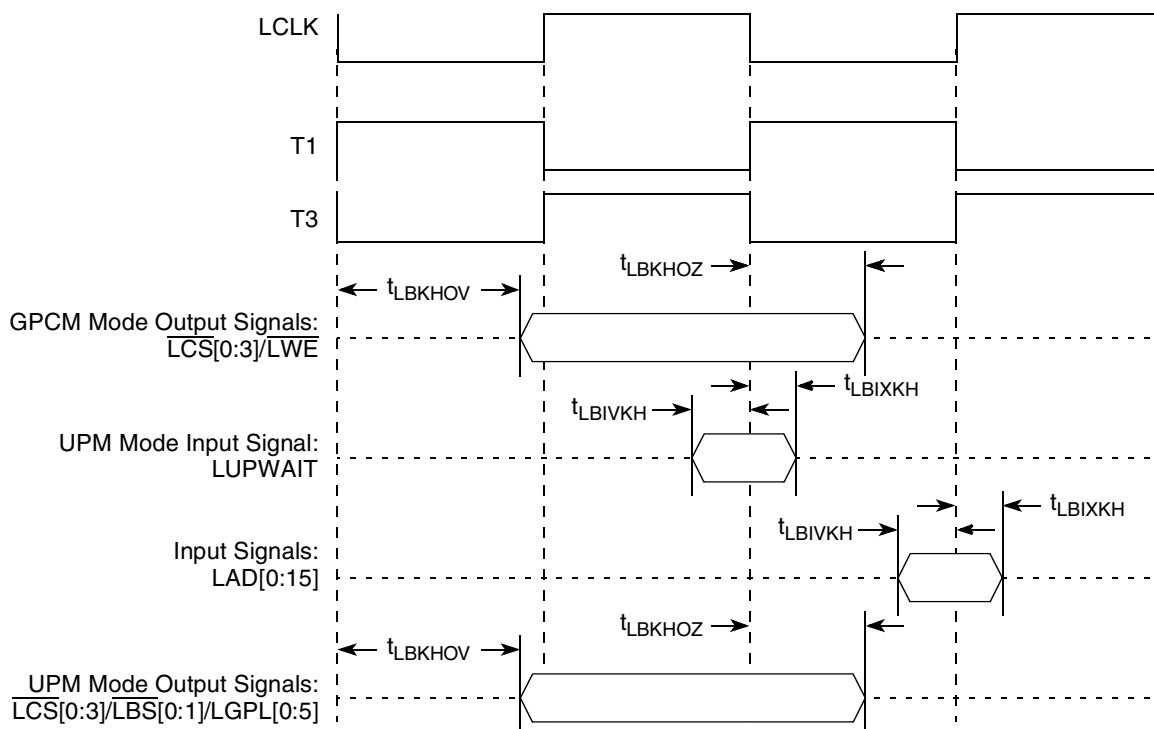 LCLK
T1
T3
tLBKHOZ
tLBKHOV
GPCM Mode Output Signals:
LCS[0:3]/LWE
tLBIXKH
tLBIVKH
UPM Mode Input Signal:
LUPWAIT
tLBIXKH
tLBIVKH
Input Signals:
LAD[0:15]
tLBKHOZ
tLBKHOV
UPM Mode Output Signals:
LCS[0:3]/LBS[0:1]/LGPL[0:5]